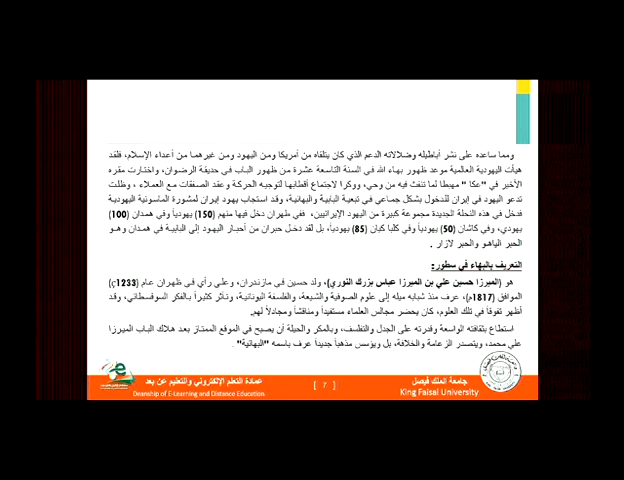 ومما ساعده على نشر أباطيله وضلالاته الدعم الذي كان يتلقاه من أمريكا ومن اليهود ومن غيرهما من أعداء الإسلام، فلقد
هيأت اليهودية العالمية موعد ظهور بهاء الله في السنة التاسعة عشرة من ظهور الباب في حديقة الرضوان، واختارت مقره
الأخير في "عكا" مهبطا لما تنفث فيه من وحي، ووكرا لاجتماع أقطابها لتوجيه الحركة وعقد الصفقات مع العملاء، وظلت
تدعو اليهود في إيران للدخول بشكل جماعي في تبعية البابية والبهائية، وقد استجاب يهود إيران لمشورة الماسونية اليهودية
فدخل في هذه النحلة الجديدة مجموعة كبيرة من اليهود الإيرانيين، ففي طهران دخل فيها منهم (150) يهودياً وفي همدان (100)
يهودي، وفي كاشان (50) يهودياً وفي كلبا كيان (85) يهودياً، بل لقد دخل حبران من أحبار اليهود إلى البابية في همدان وهو
الحبر الياهو والحبر لازار.
التعريف بالبهاء في سطور:
هو (الميرزا حسين علي بن الميرزا عباس بزرك النوري)، ولد حسين في مازندران، وعلى رأي في طهران عام (1233ه)
الموافق (1817م)، عرف منذ شبابه ميله إلى علوم الصوفية والشيعة، والفلسفة اليونانية، وتأثر كثيراً بالفكر السوفسطائي، وقد
أظهر تفوقاً في تلك العلوم، كان يحضر مجالس العلماء مستفيداً ومناقشاً ومجادلاً لهم.
استطاع بثقافته الواسعة وقدرته على الجدل والتفلسف، وبالمكر والحيلة أن يصبح في الموقع الممتاز بعد هلاك الباب الميرزا
علي محمد، ويتصدر الزعامة والخلافة، بل ويؤسس مذهباً جديداً عرف باسمه "البهائية".
جامعة الملك فيصل
King Faisal University
[ 7 ]
عمادة التعلم الإلكتروني والتعليم عن بعد
Deanship of E-Learning and Distance Education